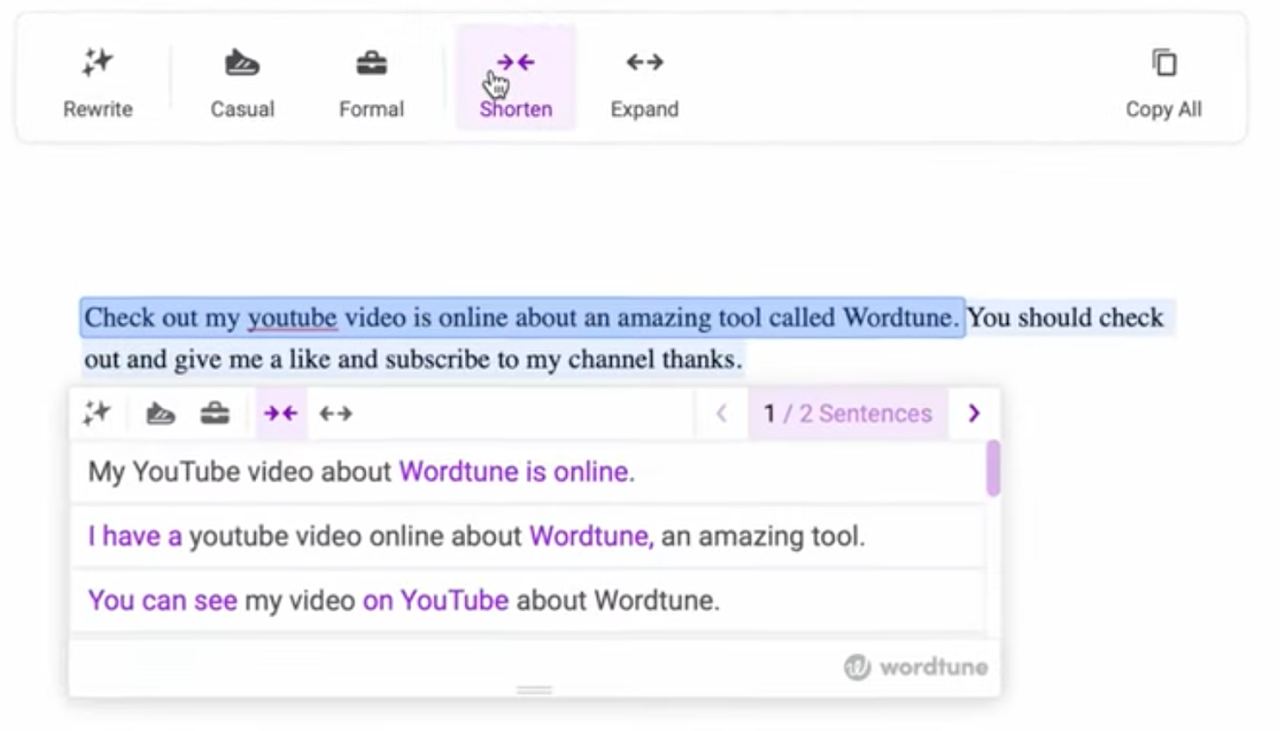 Rewrite
Casual
Formal
Shorten
Expand
Copy All
Check out my youtube video is online about an amazing tool called Wordtune. You should check
out and give me a like and subscribe to my channel thanks.
1 / 2 Sentences
My YouTube video about Wordtune is online.
I have a youtube video online about Wordtune, an amazing tool.
You can see my video on YouTube about Wordtune.
wordtune